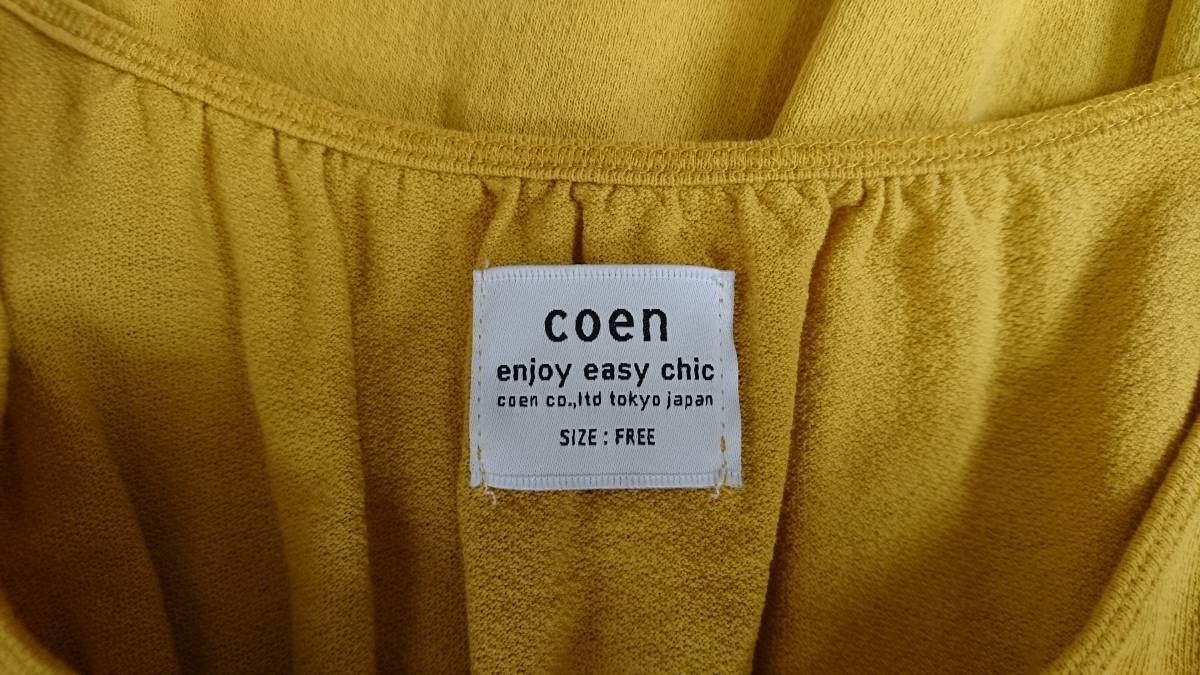 coen
enjoy easy chic
coen co.,ltd tokyo japan
SIZE : FREE